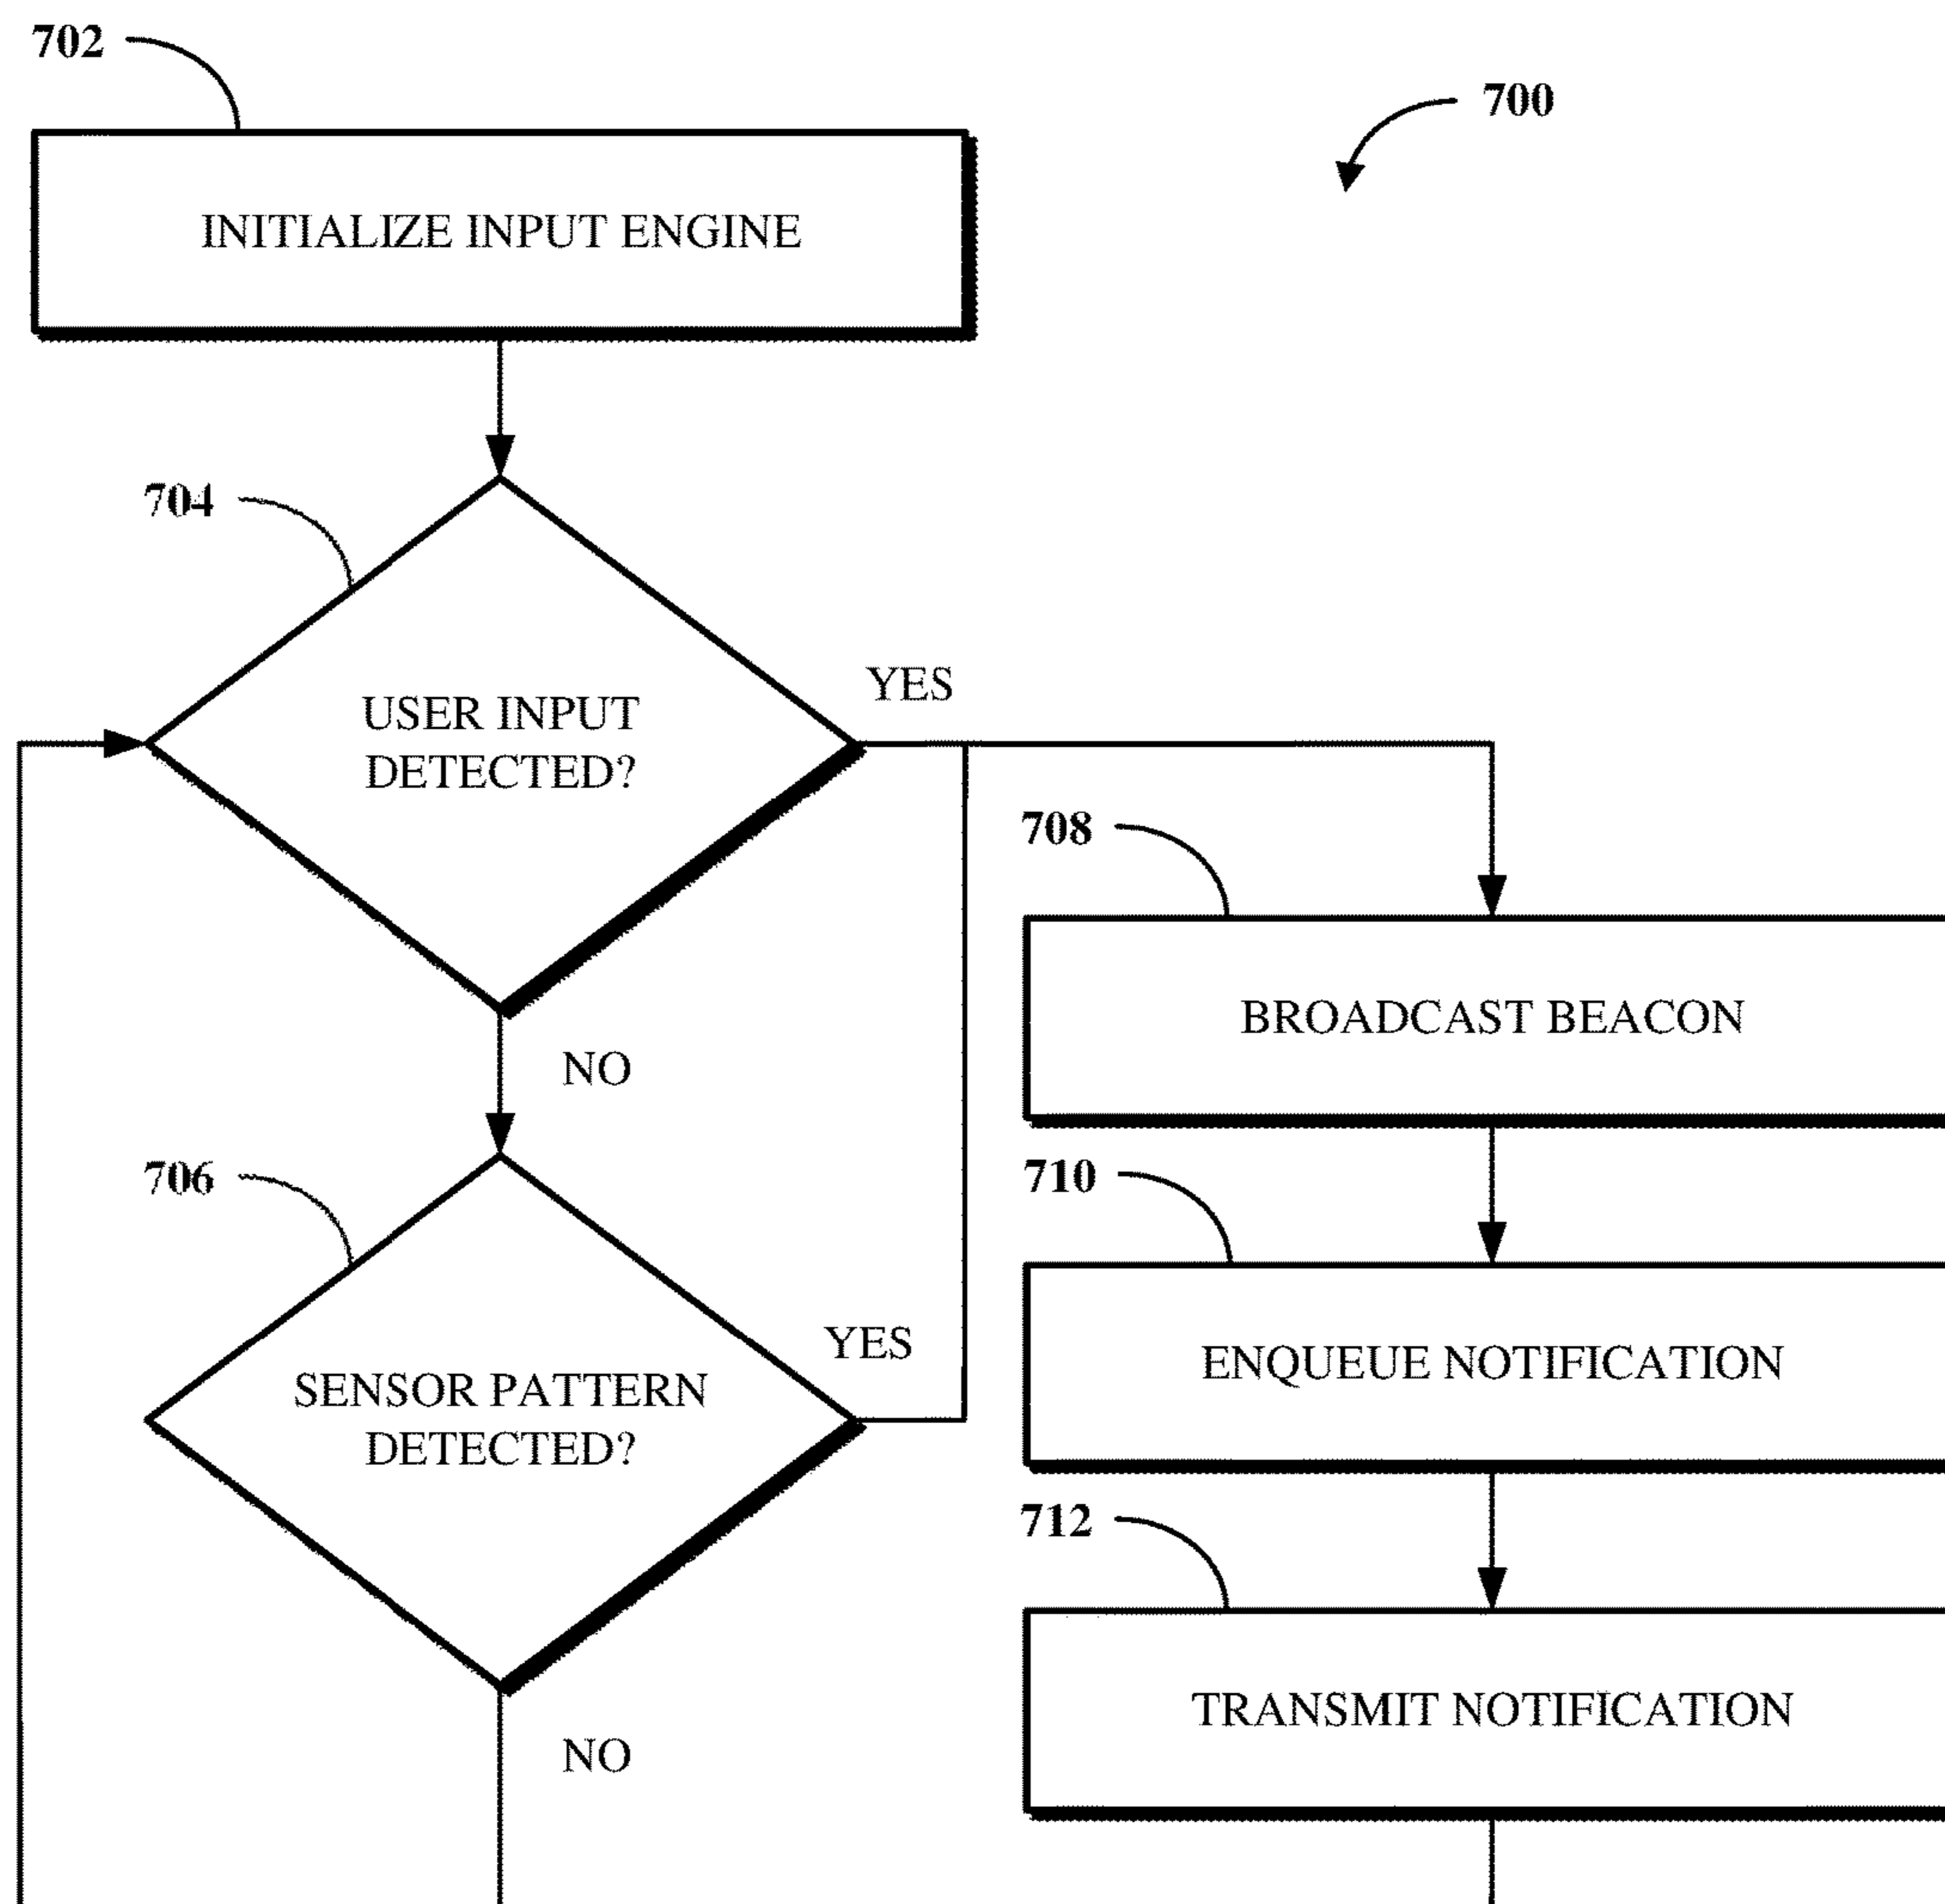 702
700
INITIALIZE INPUT ENGINE
704
USER INPUT
DETECTED?
YES
NO
706
SENSOR PATTERN
DETECTED?
YES
NO
708
BROADCAST BEACON
710
ENQUEUE NOTIFICATION
712
TRANSMIT NOTIFICATION